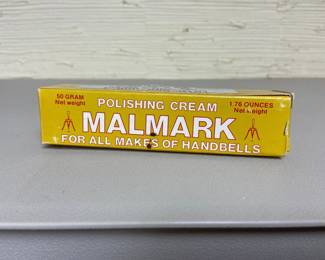 50 GRAM
Net weight
POLISHING CREAM
1.76 OUNCES
Net weight
MALMARK
FOR ALL MAKES OF HANDBELLS